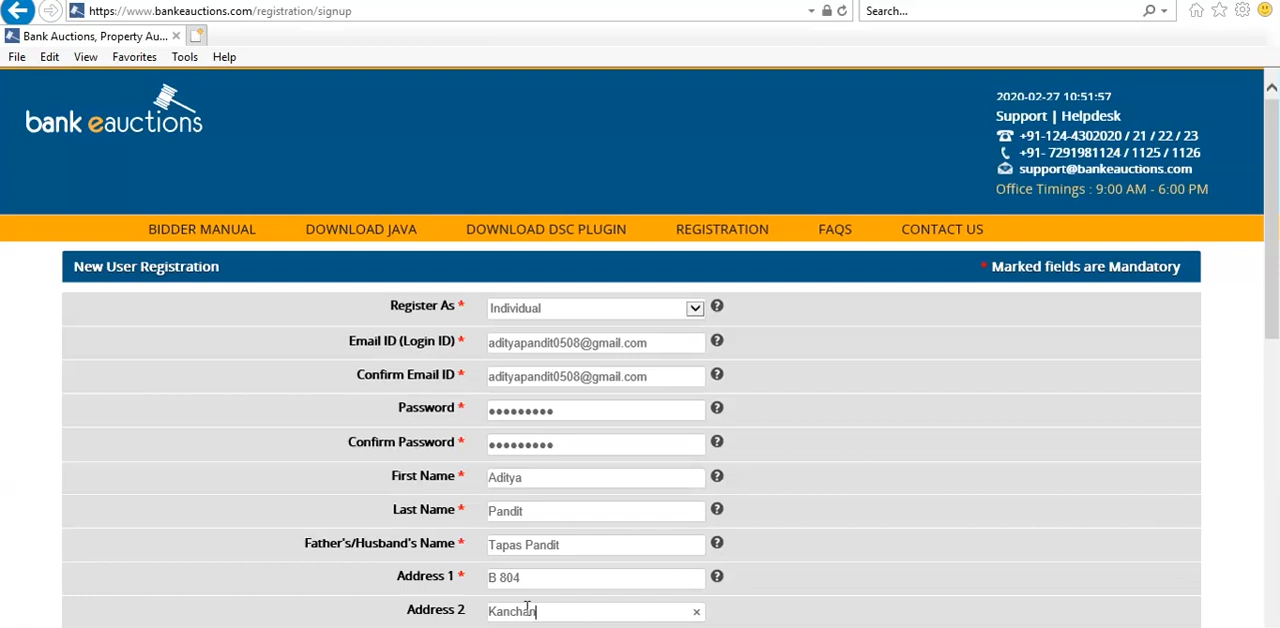 https://www.bankeauctions.com/registration/signup
Search...
Bank Auctions, Property Au...
File Edit View Favorites Tools Help
bank eauctions
2020-02-27 10:51:57
Support | Helpdesk
+91-124-4302020 / 21 / 22 / 23
+91- 7291981124 / 1125 / 1126
support@bankeauctions.com
Office Timings : 9:00 AM - 6:00 PM
BIDDER MANUAL DOWNLOAD JAVA DOWNLOAD DSC PLUGIN REGISTRATION FAQS CONTACT US
New User Registration * Marked fields are Mandatory
Register As * Individual
Email ID (Login ID) * adityapandit0508@gmail.com
Confirm Email ID * adityapandit0508@gmail.com
Password * •••••••••
Confirm Password * •••••••••
First Name * Aditya
Last Name * Pandit
Father's/Husband's Name * Tapas Pandit
Address 1 * B 804
Address 2 Kanchan